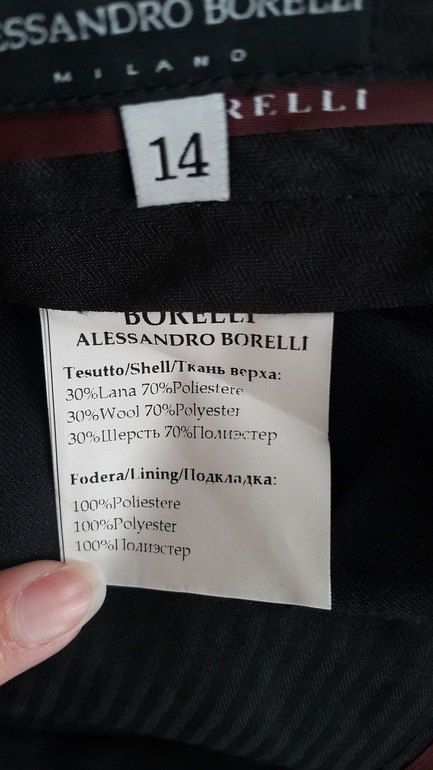 ESSANDRO BORELLI
MILANO
RELLI
14
BORELLI
ALESSANDRO BORELLI
Tesutto/Shell/Ткань верха:
30%Lana 70%Poliestere
30%Wool 70%Polyester
30%Шерсть 70%Полиэстер
Fodera/Lining/Подкладка:
100%Poliestere
100%Polyester
100%Полиэстер